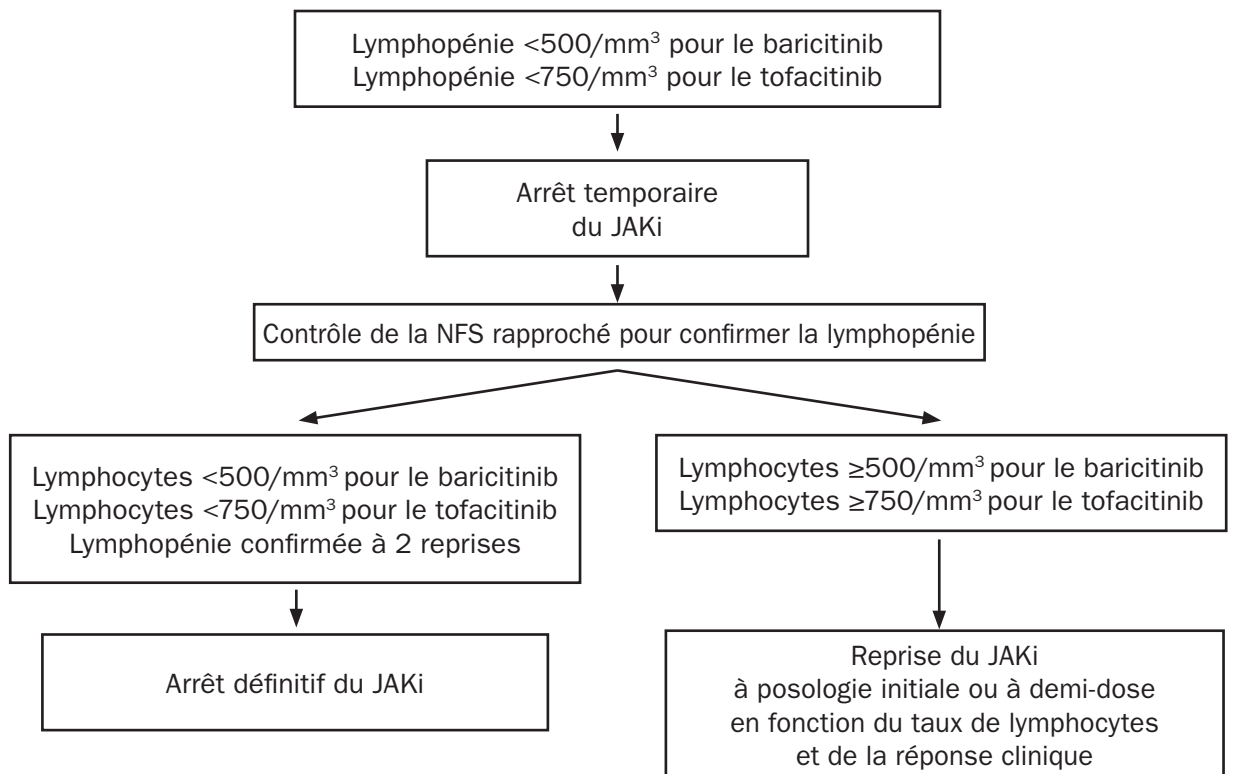 Lymphopénie <500/mm³ pour le baricitinib
Lymphopénie <750/mm³ pour le tofacitinib
Arrêt temporaire
du JAKi
Contrôle de la NFS rapproché pour confirmer la lymphopénie
Lymphocytes <500/mm³ pour le baricitinib
Lymphocytes <750/mm³ pour le tofacitinib
Lymphopénie confirmée à 2 reprises
Lymphocytes ≥500/mm³ pour le baricitinib
Lymphocytes ≥750/mm³ pour le tofacitinib
Arrêt définitif du JAKi
Reprise du JAKi
à posologie initiale ou à demi-dose
en fonction du taux de lymphocytes
et de la réponse clinique